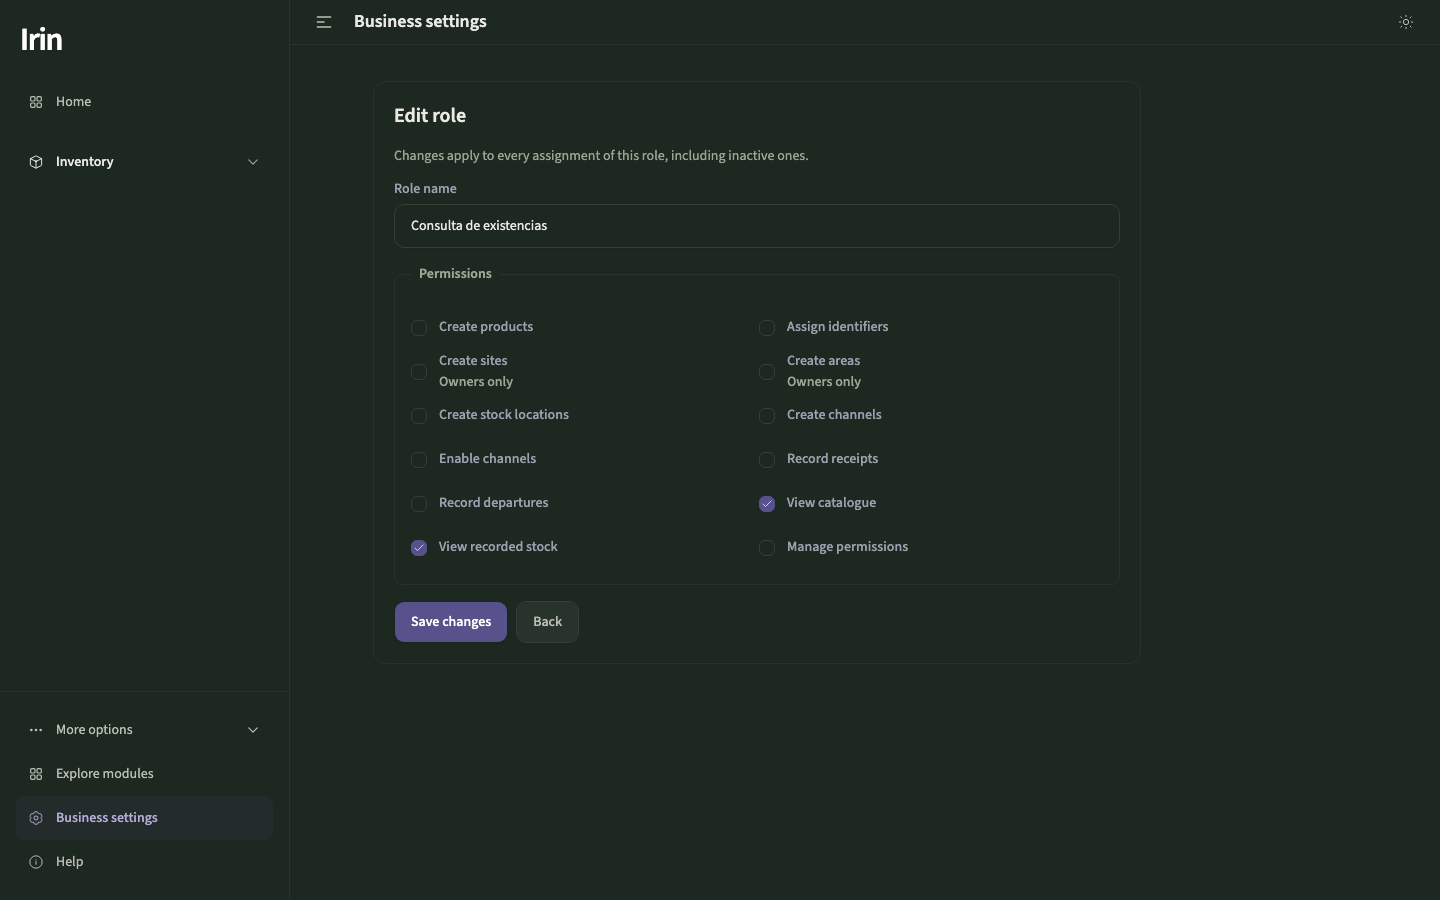 Irin
Home
Inventory
More options
Explore modules
Business settings
Help
Business settings
Edit role
Changes apply to every assignment of this role, including inactive ones.
Role name
Consulta de existencias
Permissions
Create products
Assign identifiers
Create sites
Owners only
Create areas
Owners only
Create stock locations
Create channels
Enable channels
Record receipts
Record departures
View catalogue
View recorded stock
Manage permissions
Save changes
Back